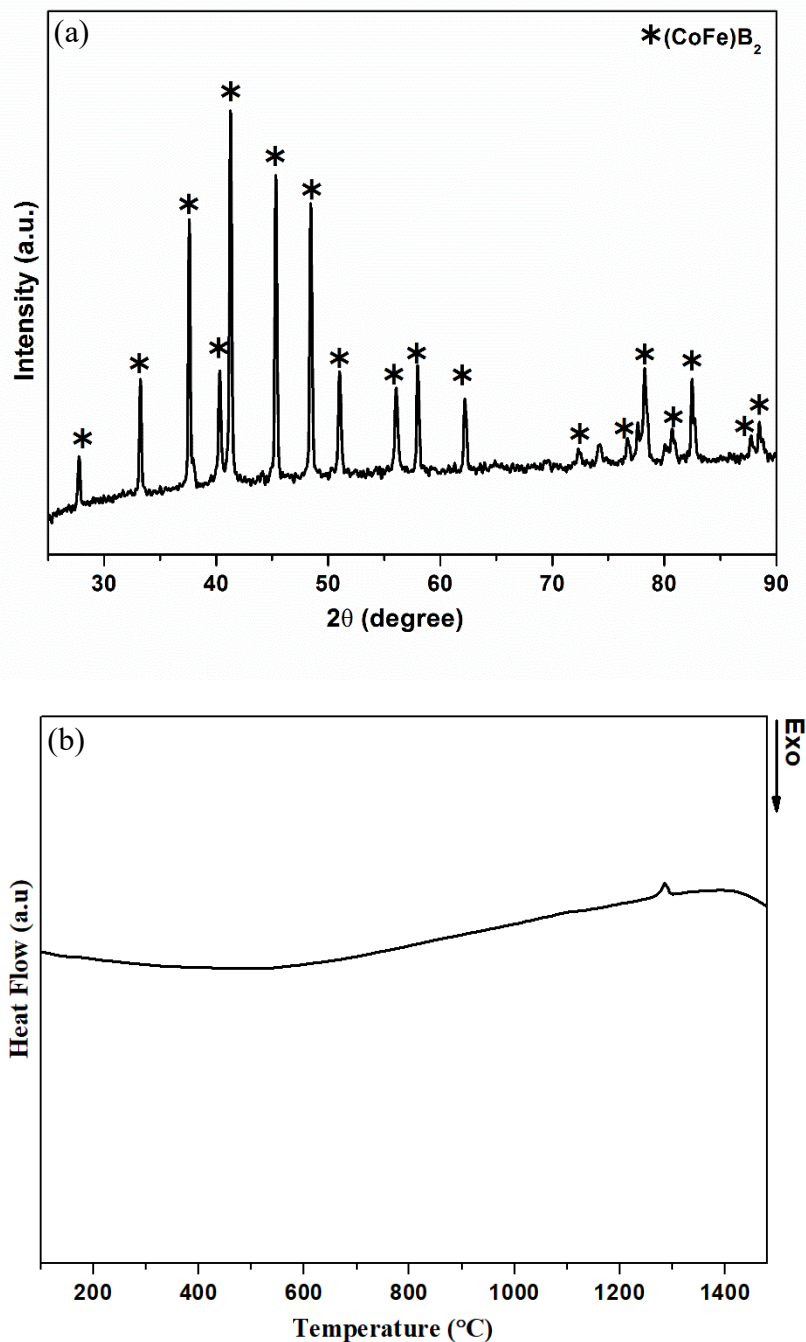 (a)
*(CoFe)B₂
Intensity (a.u.)
30 40 50 60 70 80 90
2θ (degree)
(b)
Exo
Heat Flow (a.u)
200 400 600 800 1000 1200 1400
Temperature (°C)